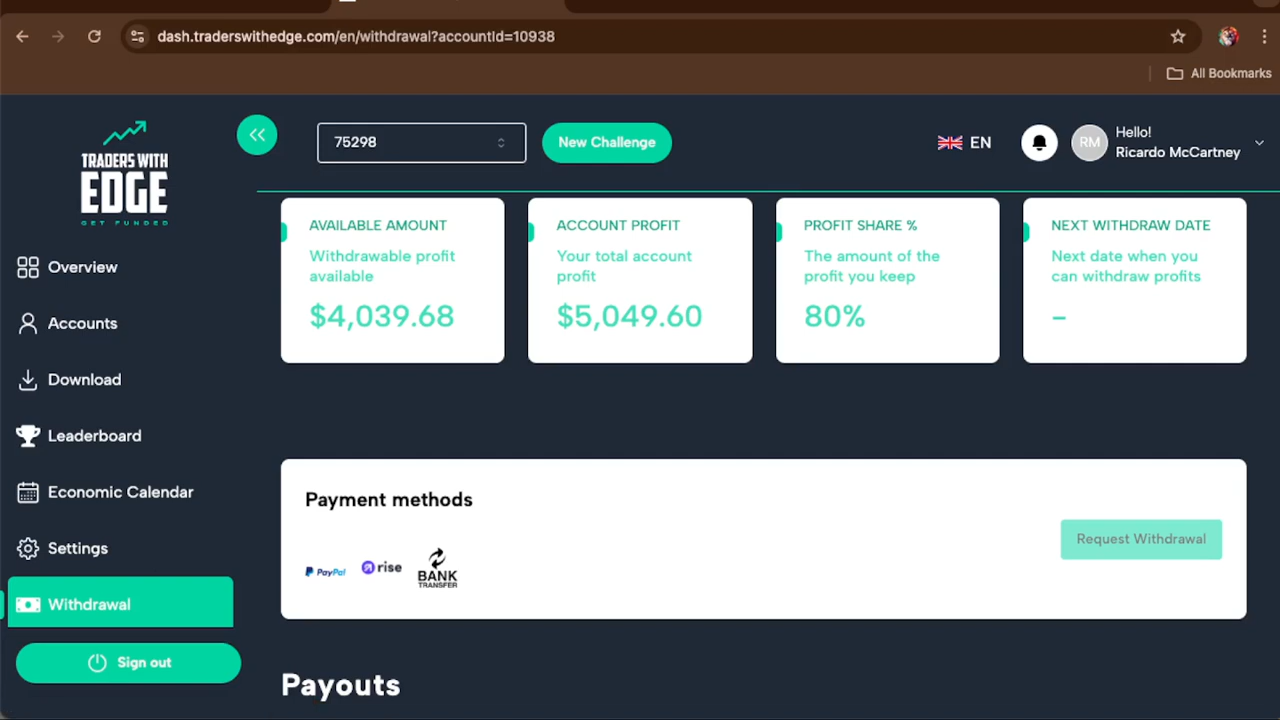 dash.traderswithedge.com/en/withdrawal?accountId=10938
All Bookmarks
TRADERS WITH
EDGE
GET FUNDED
75298
New Challenge
EN
RM
Hello!
Ricardo McCartney
Overview
Accounts
Download
Leaderboard
Economic Calendar
Settings
Withdrawal
Sign out
AVAILABLE AMOUNT
Withdrawable profit
available
$4,039.68
ACCOUNT PROFIT
Your total account
profit
$5,049.60
PROFIT SHARE %
The amount of the
profit you keep
80%
NEXT WITHDRAW DATE
Next date when you
can withdraw profits
-
Payment methods
PayPal
rise
BANK
TRANSFER
Request Withdrawal
Payouts